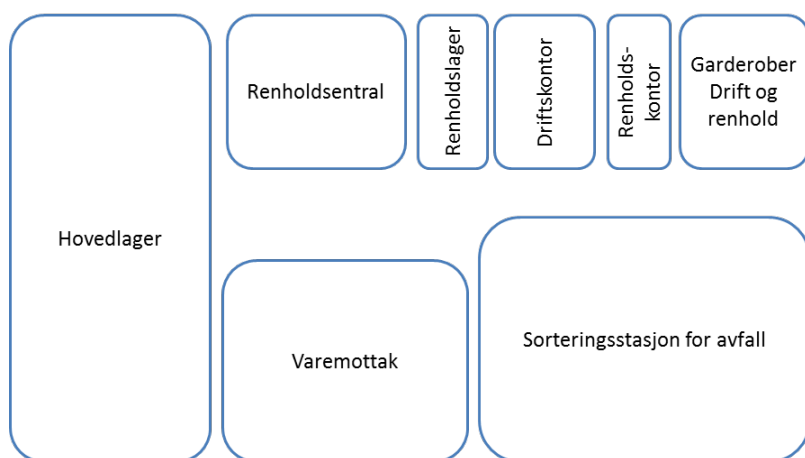 Renholdsentral
Renholdslager
Driftskontor
Renholds-
kontor
Garderober
Drift og
renhold
Hovedlager
Varemottak
Sorteringsstasjon for avfall